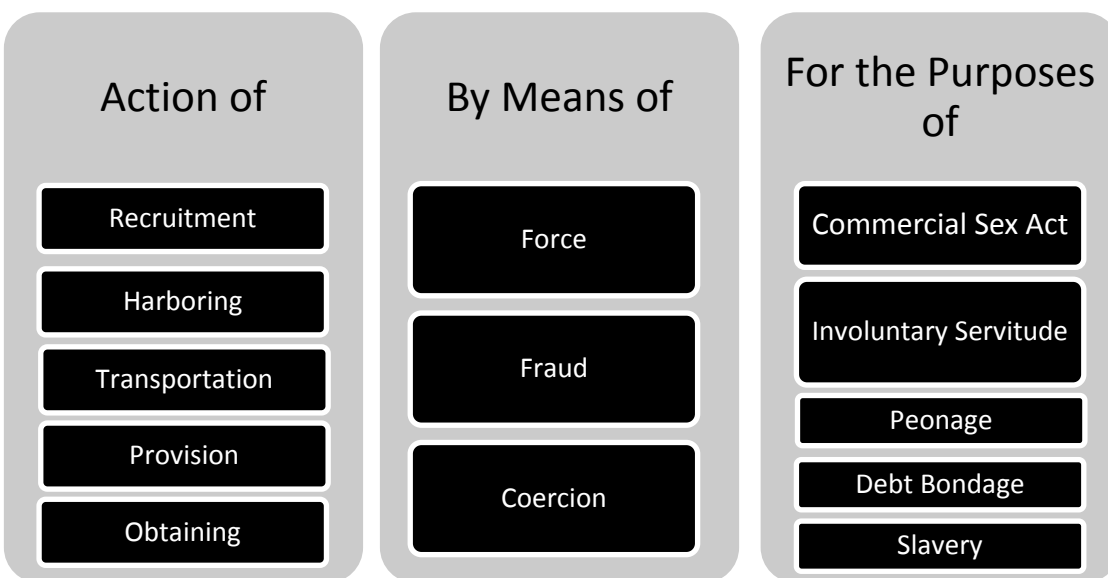 Action of
Recruitment
Harboring
Transportation
Provision
Obtaining
By Means of
Force
Fraud
Coercion
For the Purposes
of
Commercial Sex Act
Involuntary Servitude
Peonage
Debt Bondage
Slavery